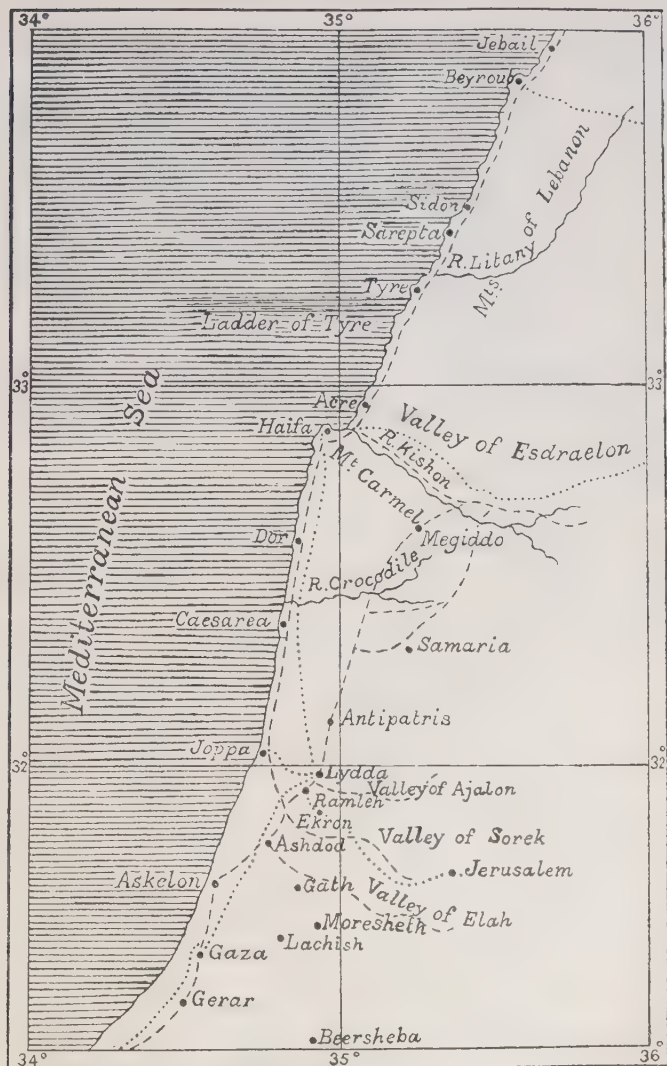 34°
35°
36°
Jebail
Beyrout
Mts. of Lebanon
Sidon
Sarepta
R. Litany
Tyre
Ladder of Tyre
33°
33°
Acre
Haifa
Valley of Esdraelon
R. Kishon
Mt Carmel
Mediterranean Sea
Megiddo
Dor
R. Crocodile
Caesarea
Samaria
Antipatris
Joppa
32°
32°
Lydda
Valley of Ajalon
Ramleh
Ekron
Valley of Sorek
Ashdod
Jerusalem
Askelon
Gath
Valley of Elah
Moresheth
Lachish
Gaza
Gerar
Beersheba
34°
35°
36°